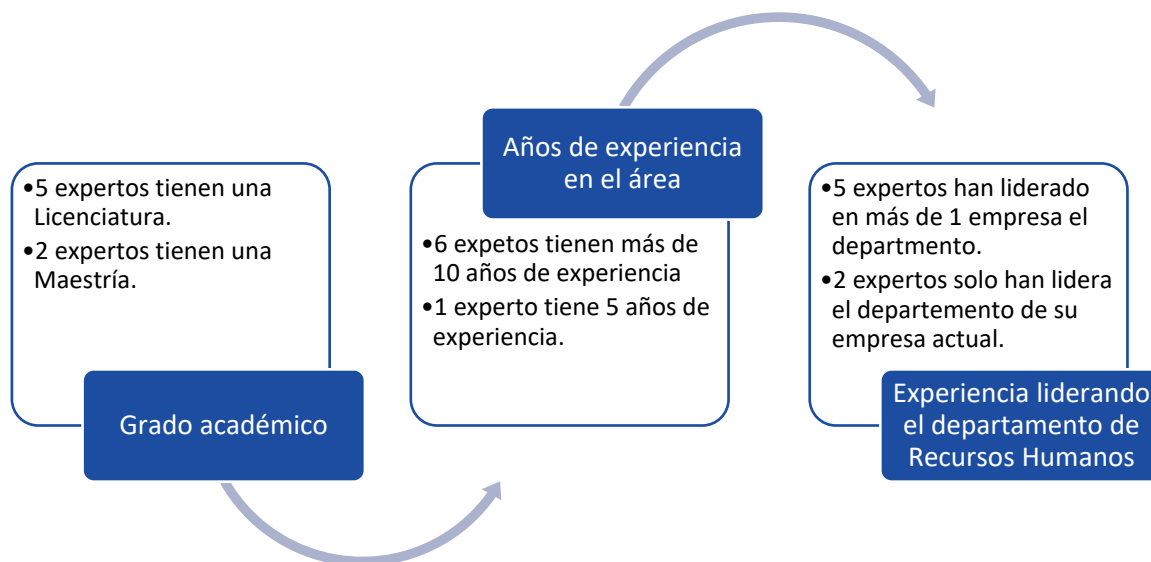 •5 expertos tienen una
Licenciatura.
•2 expertos tienen una
Maestría.
Grado académico
Años de experiencia
en el área
•6 expetos tienen más de
10 años de experiencia
•1 experto tiene 5 años de
experiencia.
•5 expertos han liderado
en más de 1 empresa el
departmento.
•2 expertos solo han lidera
el departemento de su
empresa actual.
Experiencia liderando
el departamento de
Recursos Humanos